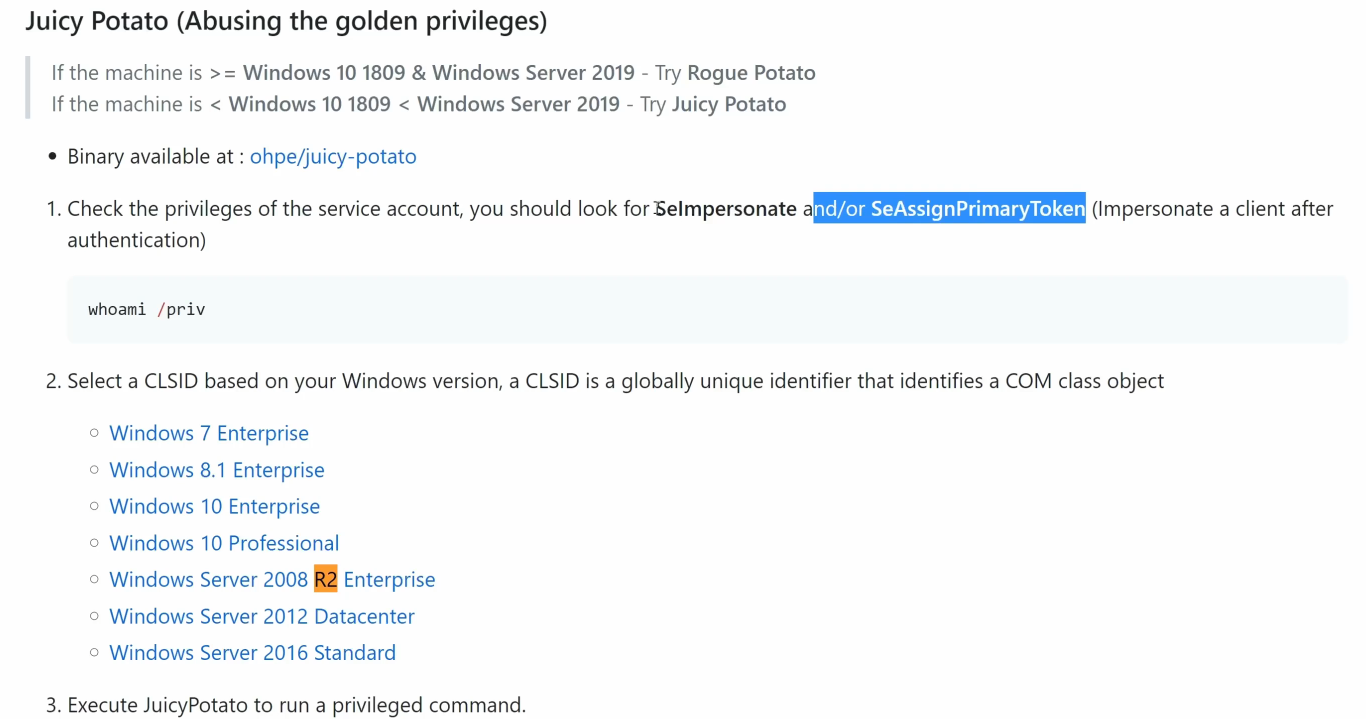 Juicy Potato (Abusing the golden privileges)
If the machine is >= Windows 10 1809 & Windows Server 2019 - Try Rogue Potato
If the machine is < Windows 10 1809 < Windows Server 2019 - Try Juicy Potato
• Binary available at : ohpe/juicy-potato
1. Check the privileges of the service account, you should look for SeImpersonate and/or SeAssignPrimaryToken (Impersonate a client after
authentication)
whoami /priv
2. Select a CLSID based on your Windows version, a CLSID is a globally unique identifier that identifies a COM class object
○ Windows 7 Enterprise
○ Windows 8.1 Enterprise
○ Windows 10 Enterprise
○ Windows 10 Professional
○ Windows Server 2008 R2 Enterprise
○ Windows Server 2012 Datacenter
○ Windows Server 2016 Standard
3. Execute JuicyPotato to run a privileged command.